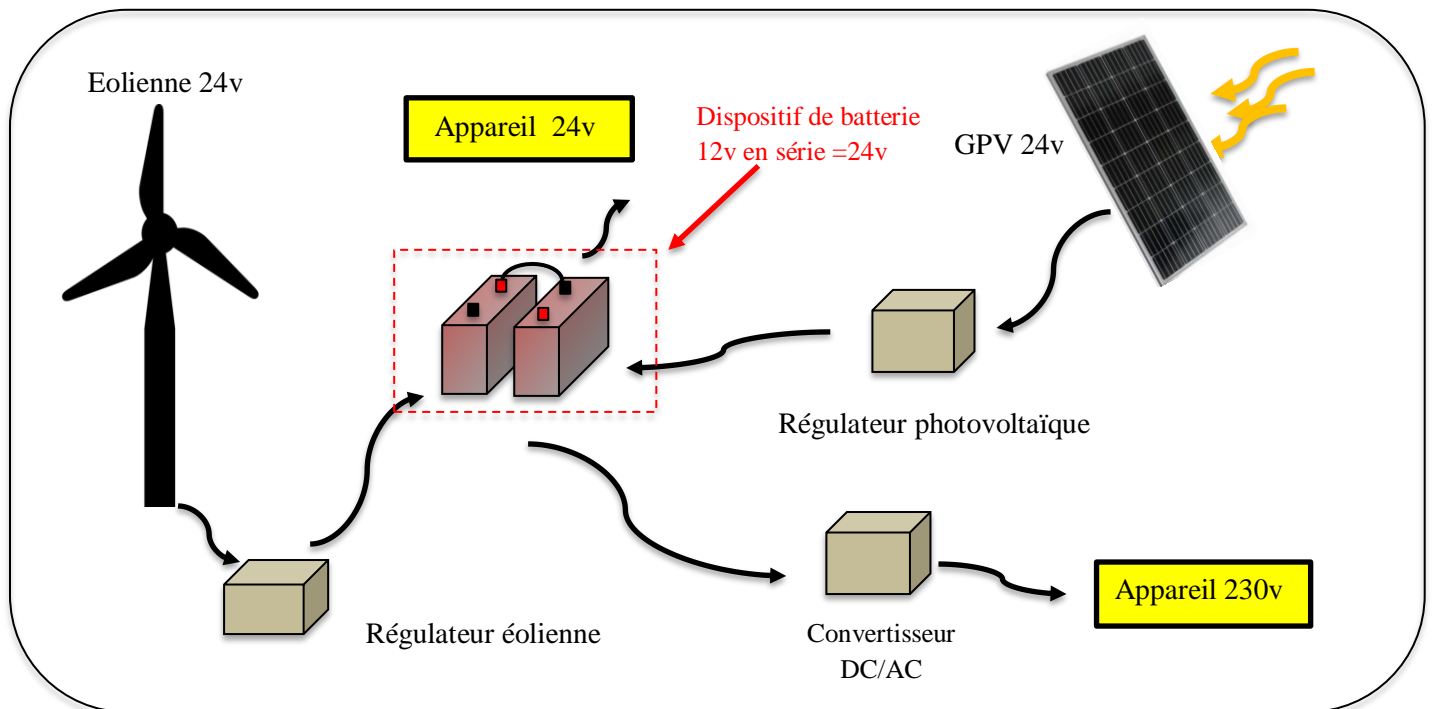 Eolienne 24v
Appareil 24v
Dispositif de batterie
12v en série =24v
GPV 24v
Régulateur photovoltaïque
Régulateur éolienne
Convertisseur
DC/AC
Appareil 230v